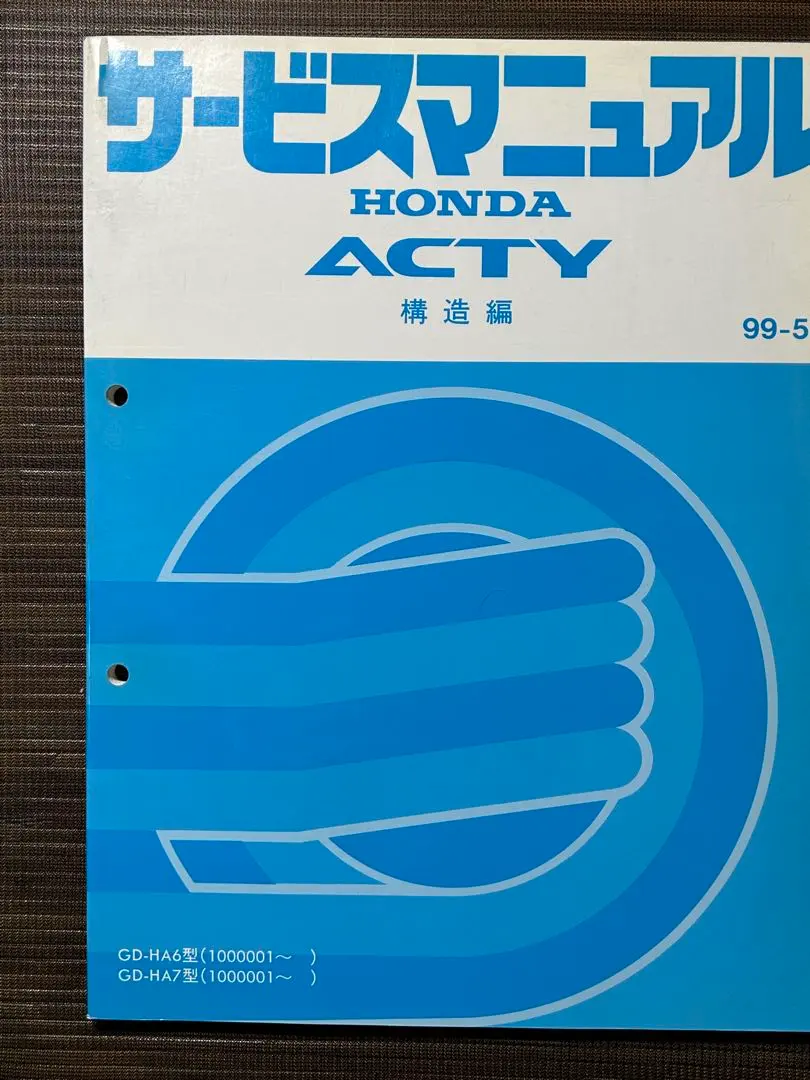 サービスマニュアル
HONDA
ACTY
構造編
99-5
GD-HA6型(1000001〜 )
GD-HA7型(1000001〜 )